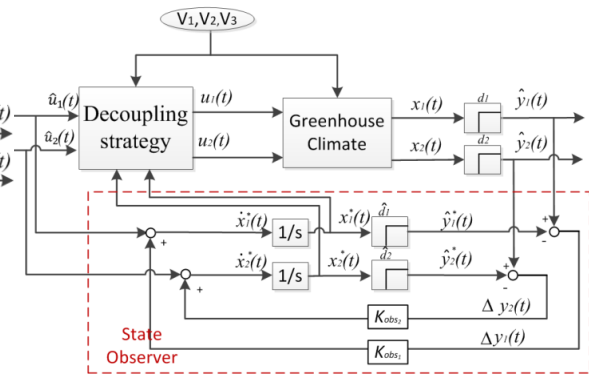 V1,V2,V3
t)
û1(t)
Decoupling
strategy
u1(t)
Greenhouse
Climate
x1(t)
d1
ŷ1(t)
t)
û2(t)
u2(t)
x2(t)
d2
ŷ2(t)
ẋ1*(t)
1/s
x1*(t)
d̂1
ŷ1*(t)
+
-
+
ẋ2*(t)
1/s
x2*(t)
d̂2
ŷ2*(t)
+
-
+
Kobs2
Δ y2(t)
State
Observer
Kobs1
Δy1(t)